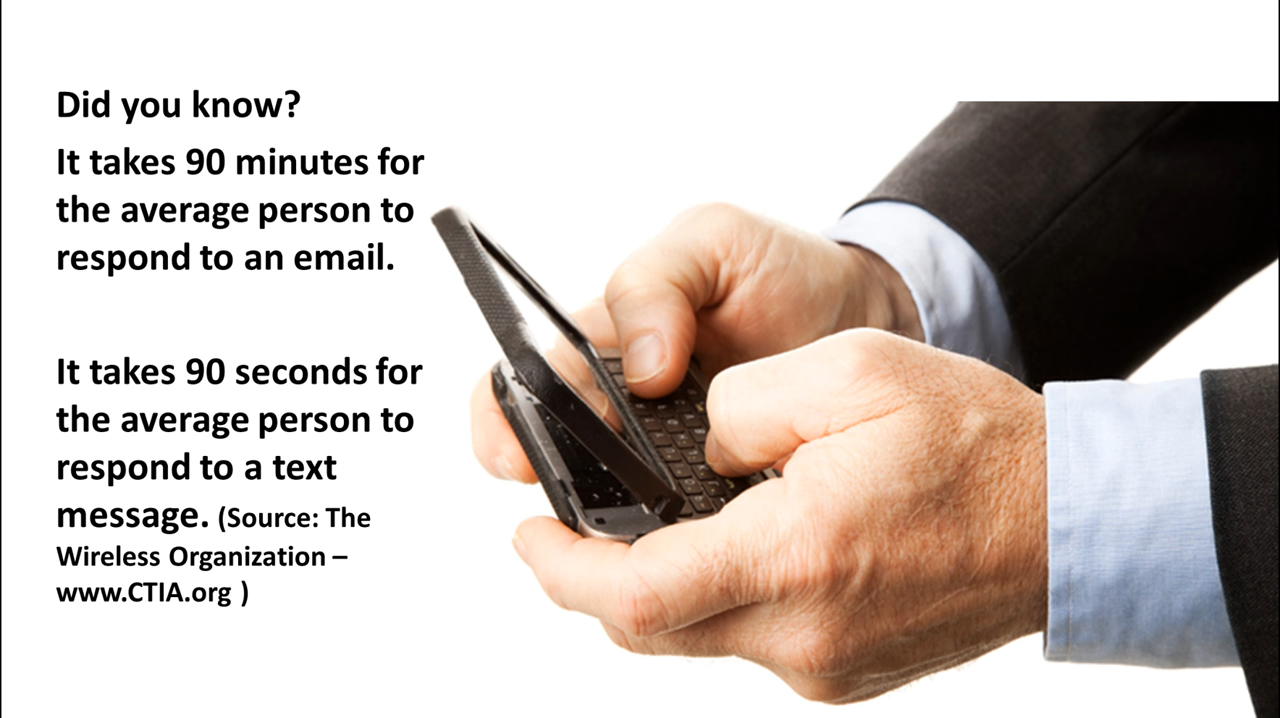 Did you know?
It takes 90 minutes for
the average person to
respond to an email.
It takes 90 seconds for
the average person to
respond to a text
message. (Source: The
Wireless Organization –
www.CTIA.org )